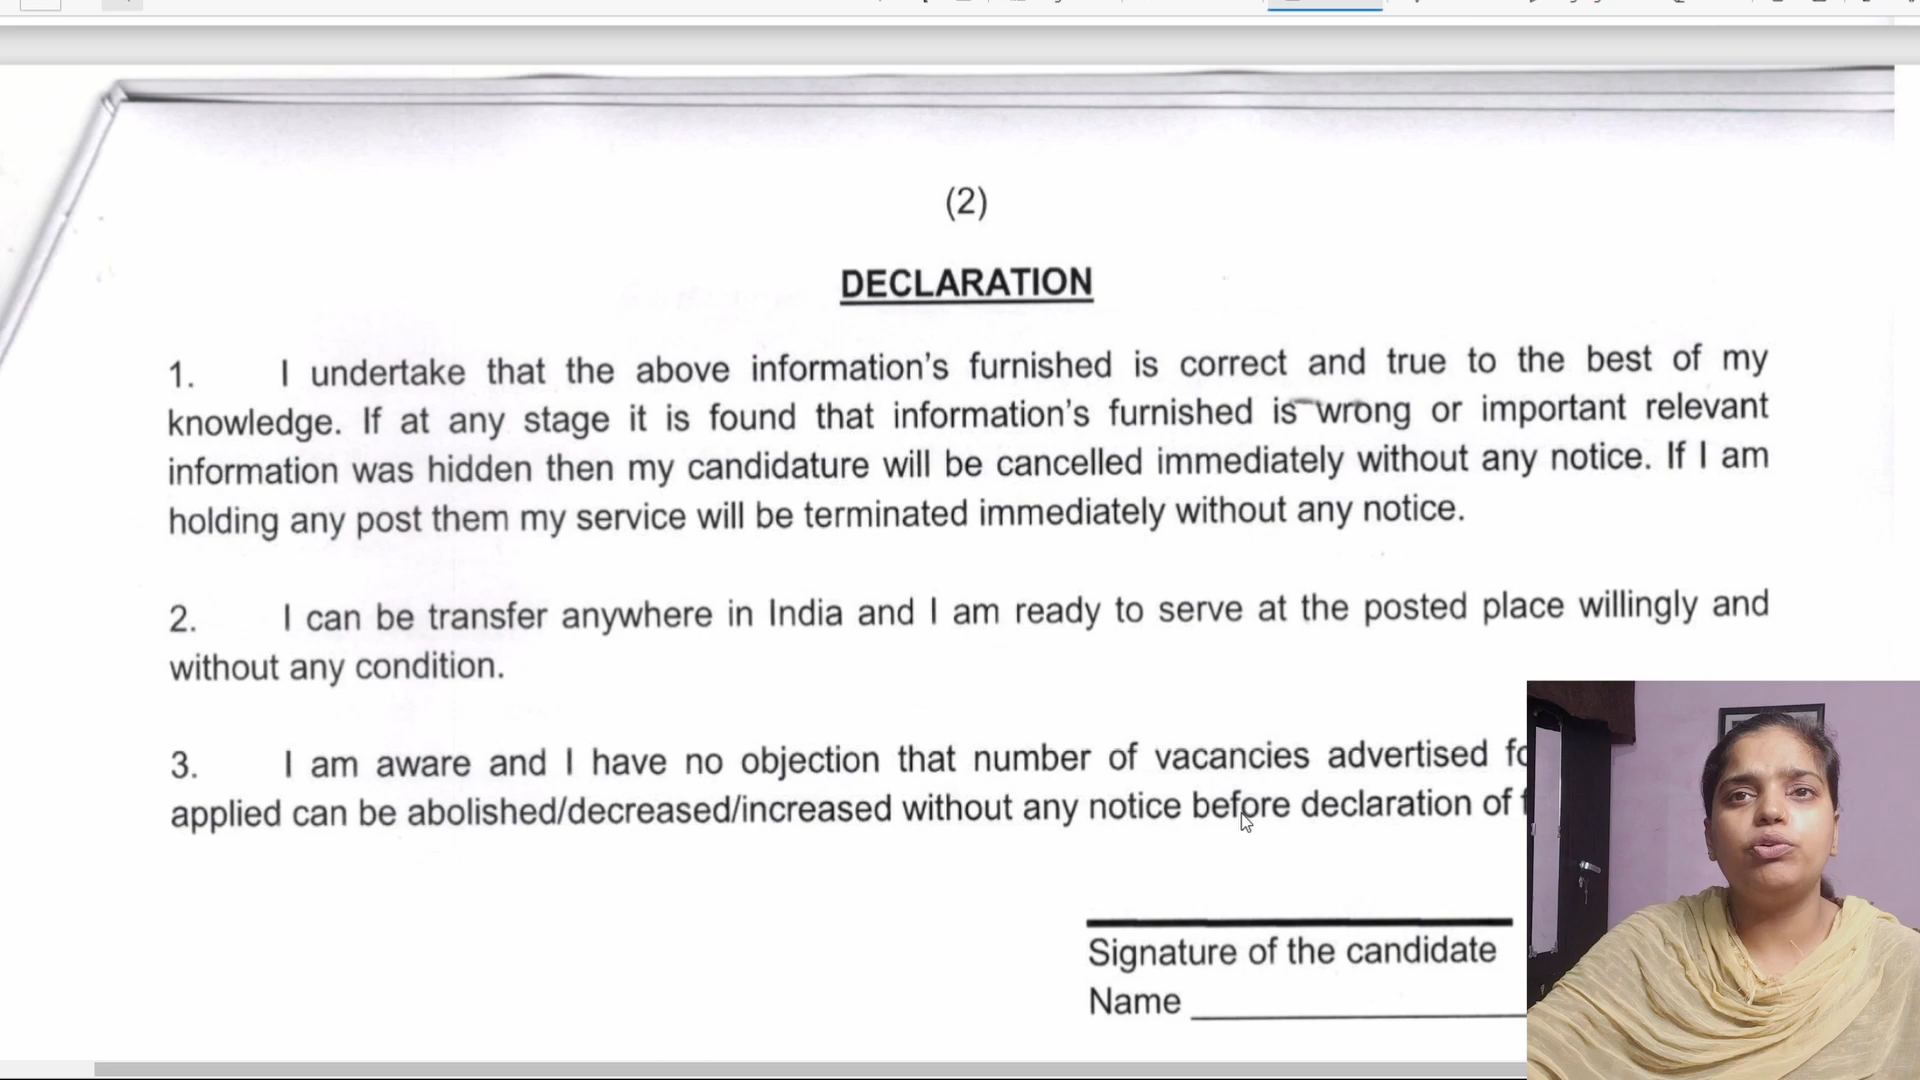 (2)
DECLARATION
1. I undertake that the above information’s furnished is correct and true to the best of my
knowledge. If at any stage it is found that information’s furnished is wrong or important relevant
information was hidden then my candidature will be cancelled immediately without any notice. If I am
holding any post them my service will be terminated immediately without any notice.
2. I can be transfer anywhere in India and I am ready to serve at the posted place willingly and
without any condition.
3. I am aware and I have no objection that number of vacancies advertised
applied can be abolished/decreased/increased without any notice before declaration of
Signature of the candidate
Name